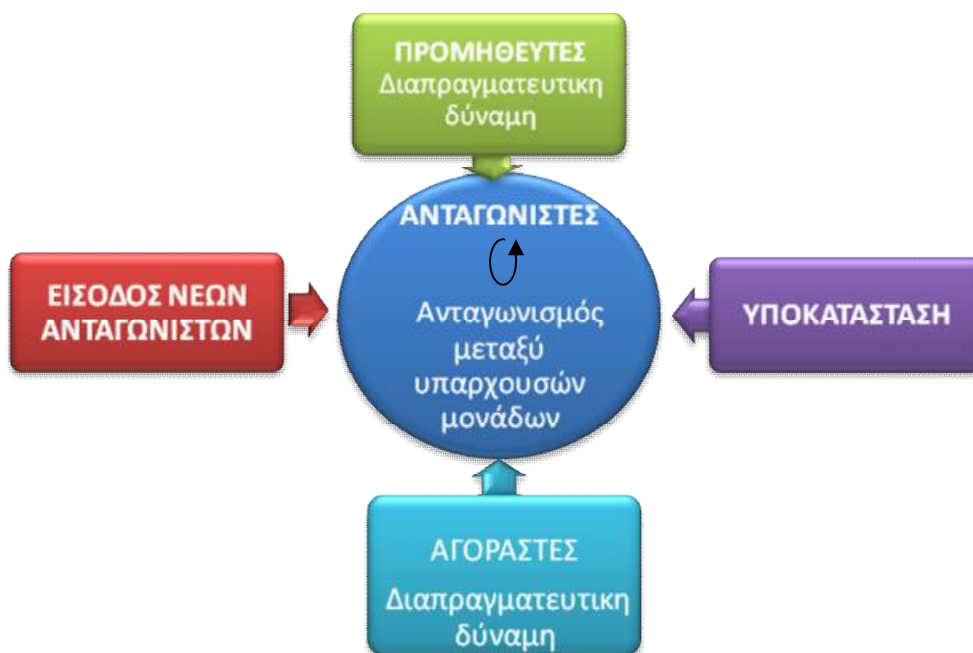 ΠΡΟΜΗΘΕΥΤΕΣ
Διαπραγματευτικη
δύναμη
ΑΝΤΑΓΩΝΙΣΤΕΣ
ΕΙΣΟΔΟΣ ΝΕΩΝ
ΑΝΤΑΓΩΝΙΣΤΩΝ
Ανταγωνισμός
μεταξύ
υπαρχουσών
μονάδων
ΥΠΟΚΑΤΑΣΤΑΣΗ
ΑΓΟΡΑΣΤΕΣ
Διαπραγματευτικη
δύναμη